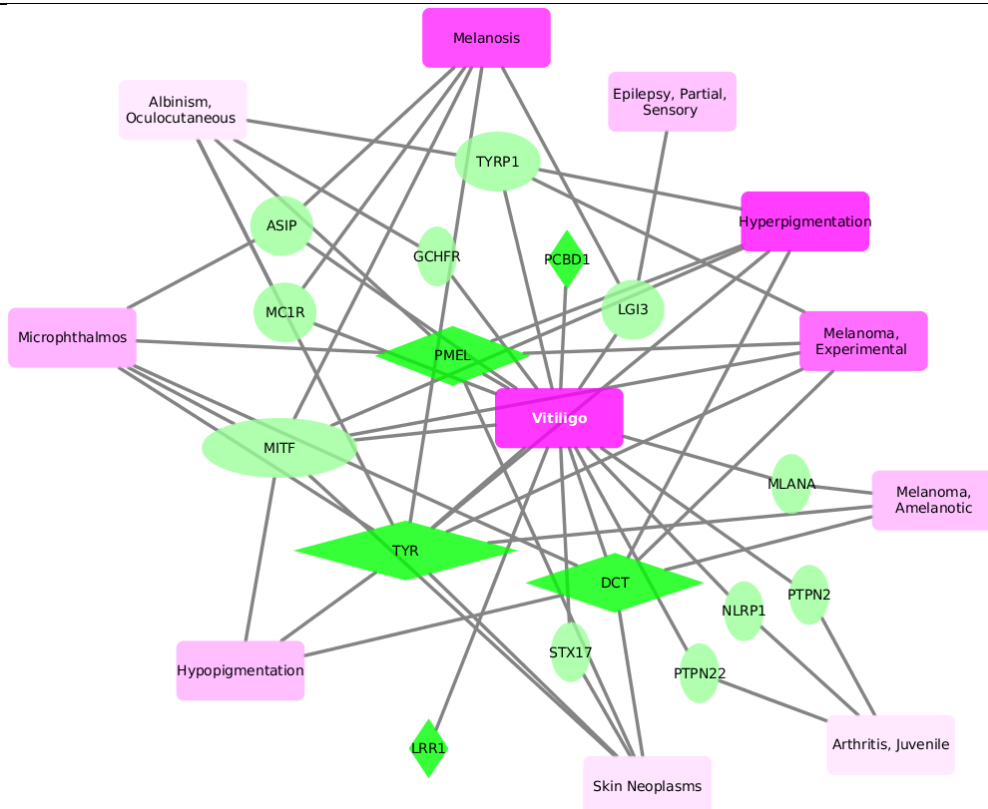 Melanosis
Albinism,
Oculocutaneous
Epilepsy, Partial,
Sensory
TYRP1
ASIP
Hyperpigmentation
GCHFR
PCBD1
MC1R
LGI3
Microphthalmos
PMEL
Melanoma,
Experimental
Vitiligo
MITF
MLANA
Melanoma,
Amelanotic
TYR
DCT
NLRP1
PTPN2
STX17
Hypopigmentation
PTPN22
LRR1
Arthritis, Juvenile
Skin Neoplasms